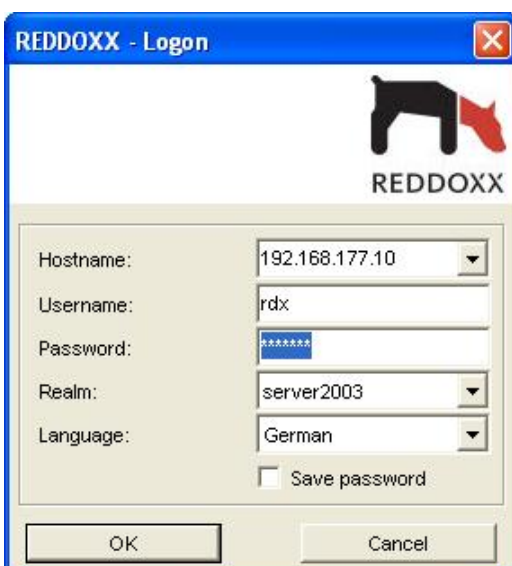 REDDOXX - Logon
REDDOXX
Hostname: 192.168.177.10
Username: rdx
Password: *******
Realm: server2003
Language: German
Save password
OK Cancel